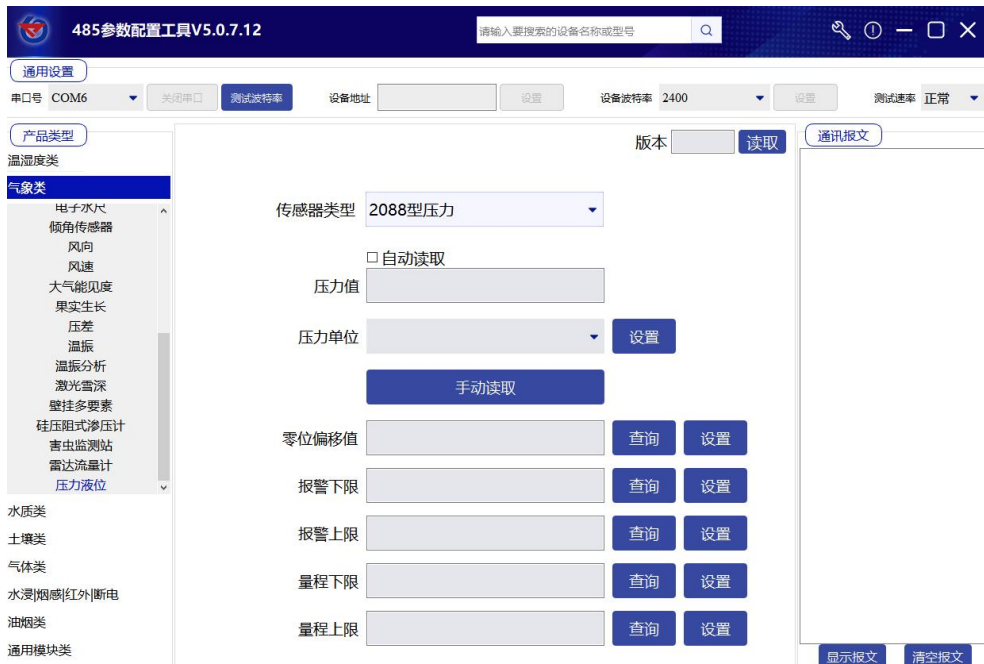 485参数配置工具V5.0.7.12
请输入要搜索的设备名称或型号
通用设置
串口号 COM6 关闭串口 测试波特率 设备地址 设置 设备波特率 2400 设置 测试速率 正常
产品类型
温湿度类
气象类
电子水尺
倾角传感器
风向
风速
大气能见度
果实生长
压差
温振
温振分析
激光雪深
壁挂多要素
硅压阻式渗压计
害虫监测站
雷达流量计
压力液位
水质类
土壤类
气体类
水浸|烟感|红外|断电
油烟类
通用模块类
版本 读取
传感器类型 2088型压力
自动读取
压力值
压力单位 设置
手动读取
零位偏移值 查询 设置
报警下限 查询 设置
报警上限 查询 设置
量程下限 查询 设置
量程上限 查询 设置
通讯报文
显示报文 清空报文